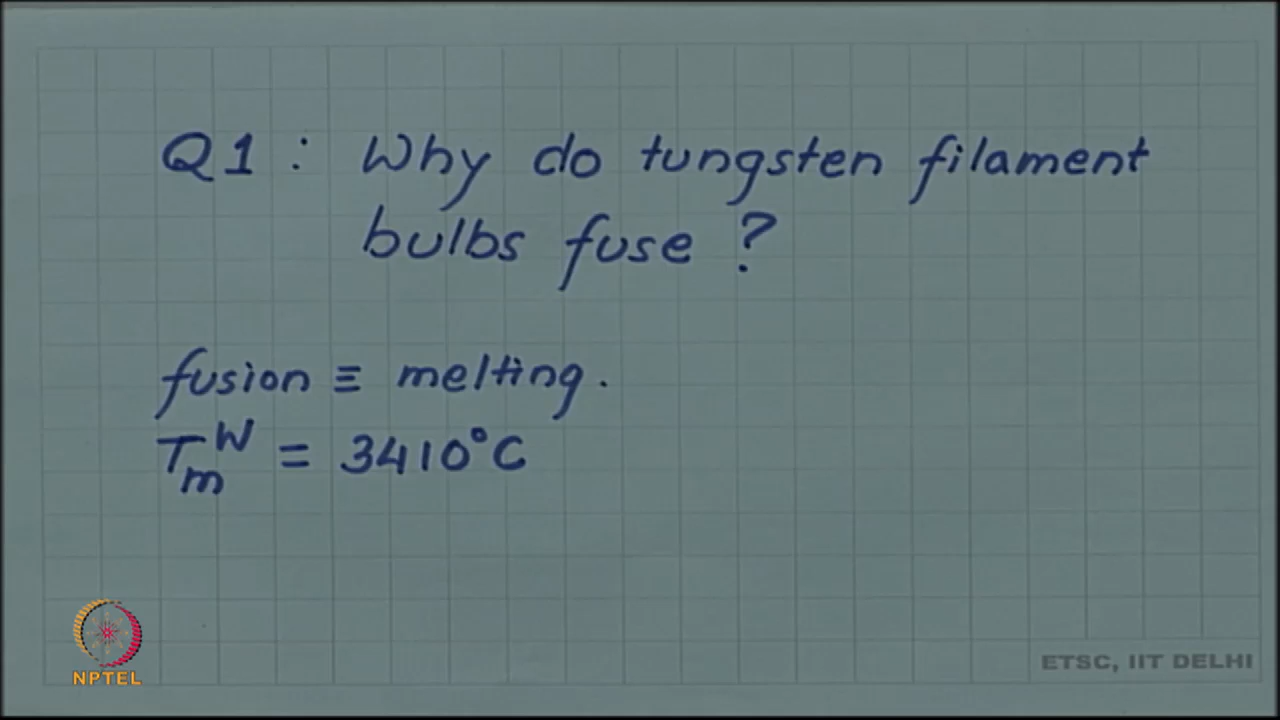 Q1 : Why do tungsten filament
bulbs fuse ?
fusion ≡ melting.
T_m^W = 3410°C
NPTEL
ETSC, IIT DELHI